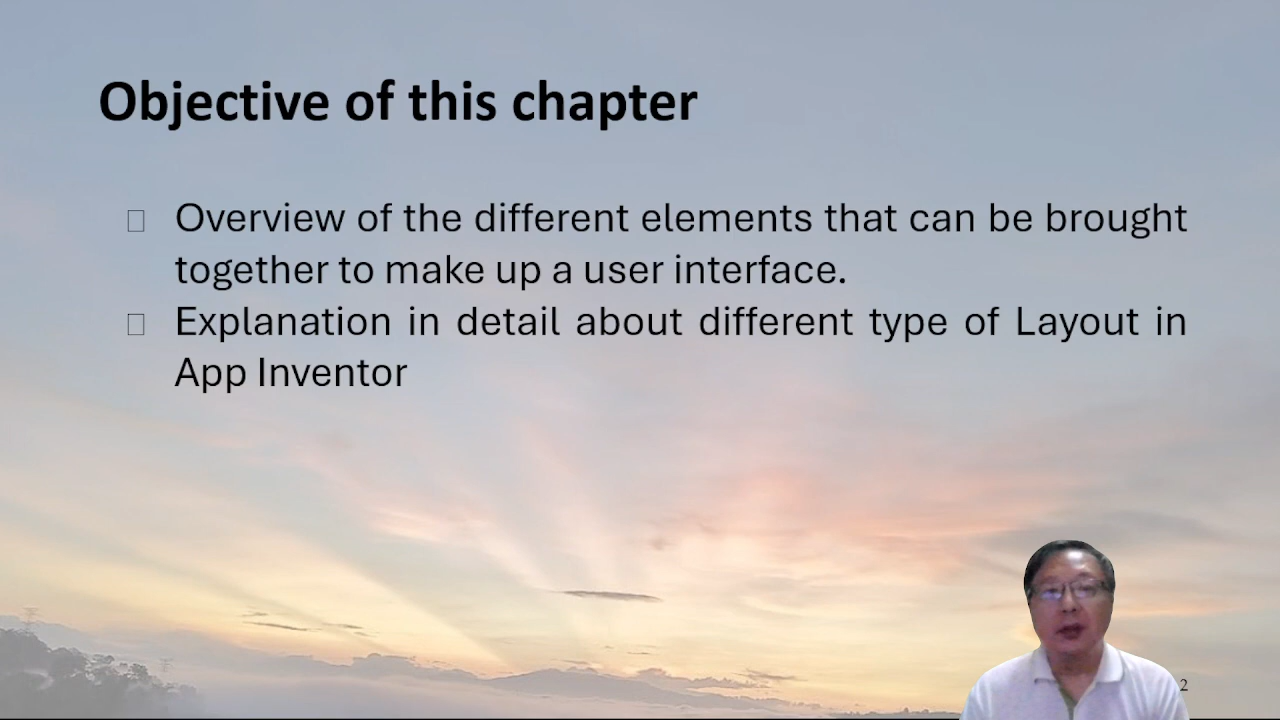 Objective of this chapter
Overview of the different elements that can be brought
together to make up a user interface.
Explanation in detail about different type of Layout in
App Inventor
2